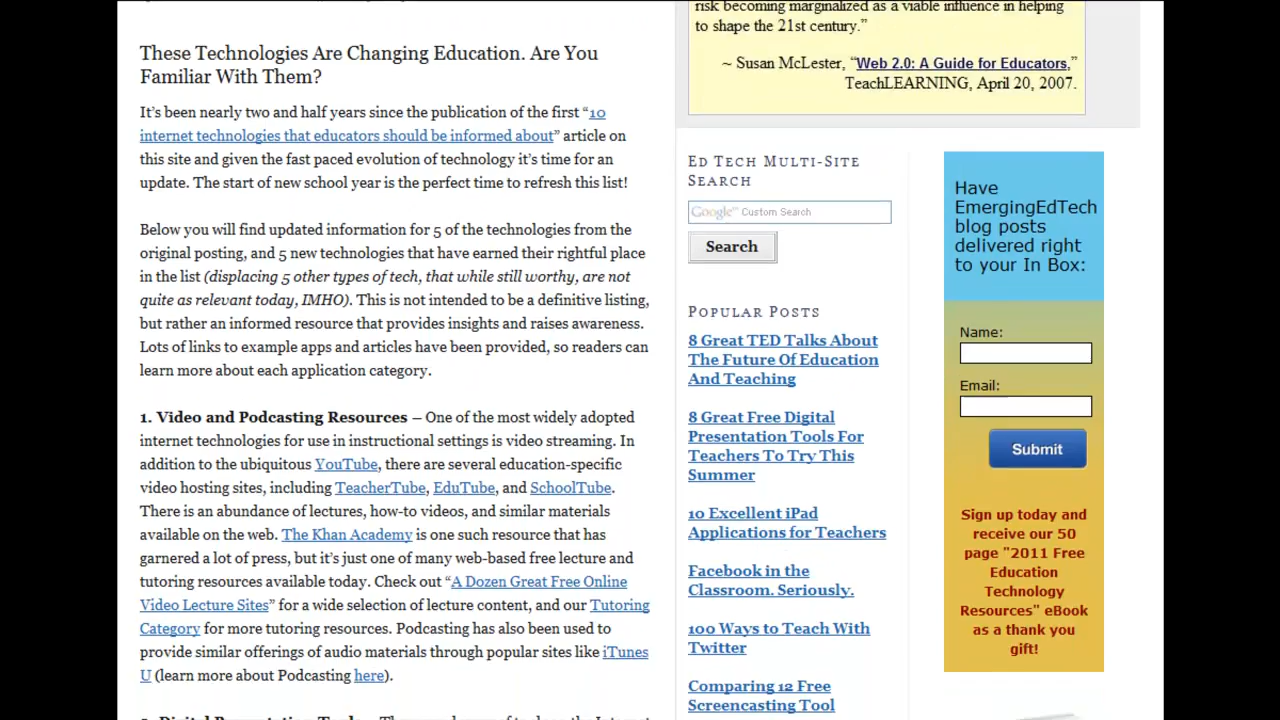 These Technologies Are Changing Education. Are You
Familiar With Them?
It's been nearly two and half years since the publication of the first “10
internet technologies that educators should be informed about” article on
this site and given the fast paced evolution of technology it's time for an
update. The start of new school year is the perfect time to refresh this list!
Below you will find updated information for 5 of the technologies from the
original posting, and 5 new technologies that have earned their rightful place
in the list (displacing 5 other types of tech, that while still worthy, are not
quite as relevant today, IMHO). This is not intended to be a definitive listing,
but rather an informed resource that provides insights and raises awareness.
Lots of links to example apps and articles have been provided, so readers can
learn more about each application category.
1. Video and Podcasting Resources – One of the most widely adopted
internet technologies for use in instructional settings is video streaming. In
addition to the ubiquitous YouTube, there are several education-specific
video hosting sites, including TeacherTube, EduTube, and SchoolTube.
There is an abundance of lectures, how-to videos, and similar materials
available on the web. The Khan Academy is one such resource that has
garnered a lot of press, but it's just one of many web-based free lecture and
tutoring resources available today. Check out “A Dozen Great Free Online
Video Lecture Sites” for a wide selection of lecture content, and our Tutoring
Category for more tutoring resources. Podcasting has also been used to
provide similar offerings of audio materials through popular sites like iTunes
U (learn more about Podcasting here).
risk becoming marginalized as a viable influence in helping
to shape the 21st century.”
~ Susan McLester, “Web 2.0: A Guide for Educators,”
TeachLEARNING, April 20, 2007.
Ed Tech Multi-Site
Search
Google™ Custom Search
Search
Popular Posts
8 Great TED Talks About
The Future Of Education
And Teaching
8 Great Free Digital
Presentation Tools For
Teachers To Try This
Summer
10 Excellent iPad
Applications for Teachers
Facebook in the
Classroom. Seriously.
100 Ways to Teach With
Twitter
Comparing 12 Free
Screencasting Tool
Have
EmergingEdTech
blog posts
delivered right
to your In Box:
Name:
Email:
Submit
Sign up today and
receive our 50
page "2011 Free
Education
Technology
Resources" eBook
as a thank you
gift!